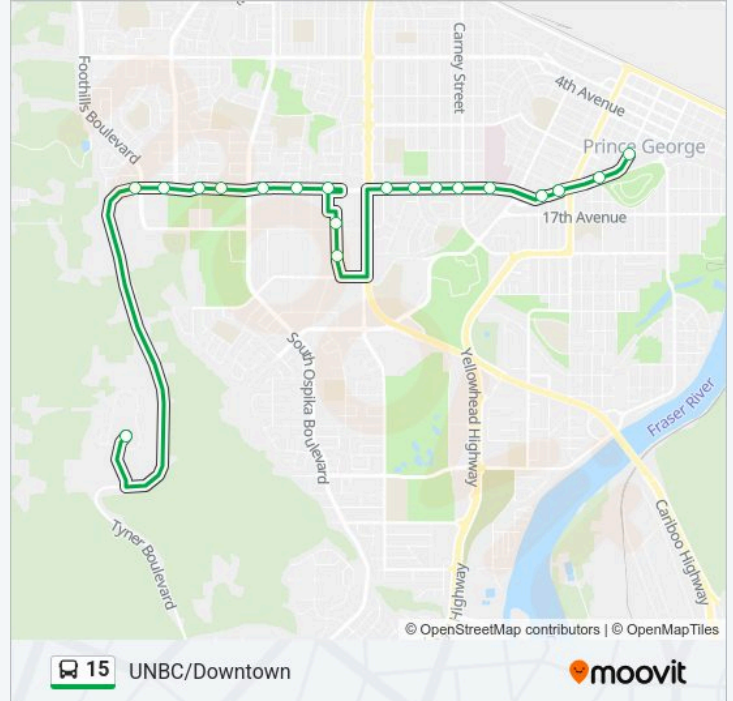 Carney Street
Foothills Boulevard
4th Avenue
Prince George
17th Avenue
South Ospika Boulevard
Yellowhead Highway
Fraser River
Cariboo Highway
Tyner Boulevard
Highway
© OpenStreetMap contributors | © OpenMapTiles
15 UNBC/Downtown
moovit